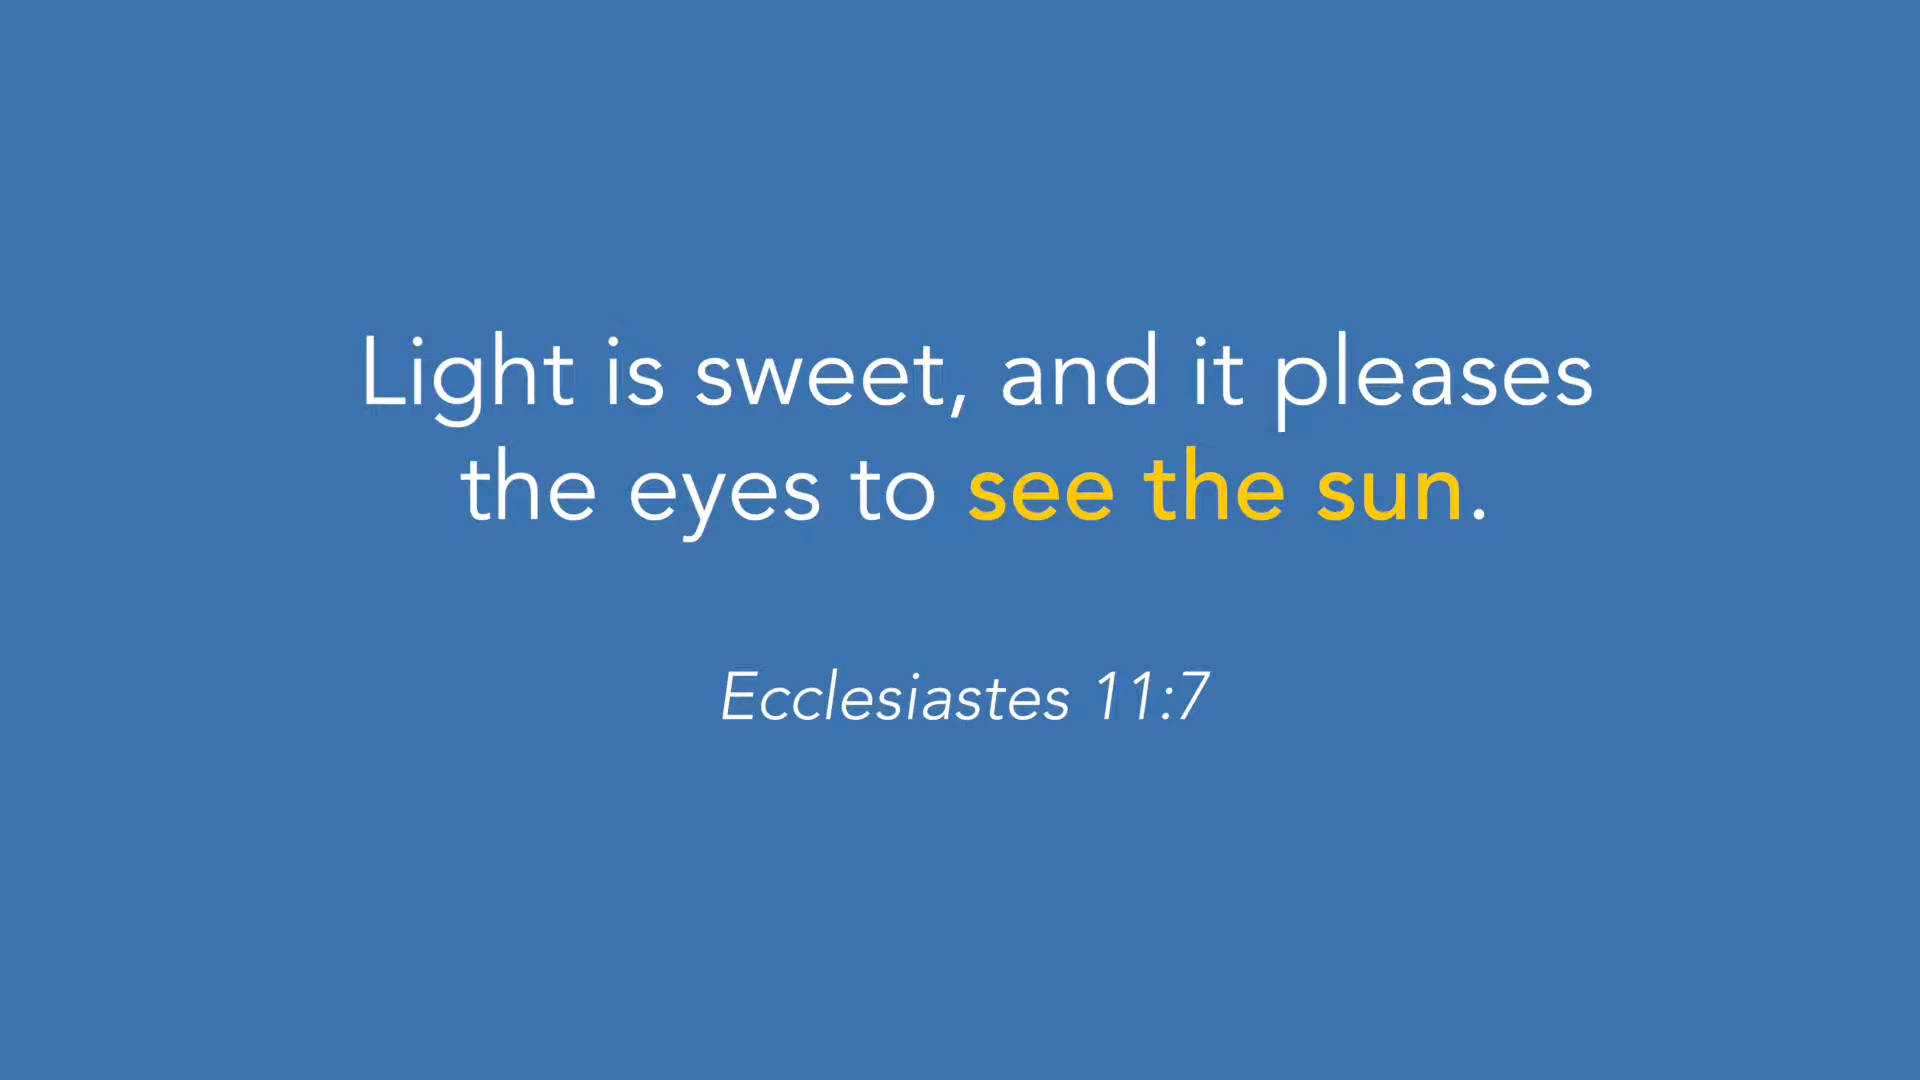 Light is sweet, and it pleases
the eyes to see the sun.
Ecclesiastes 11:7